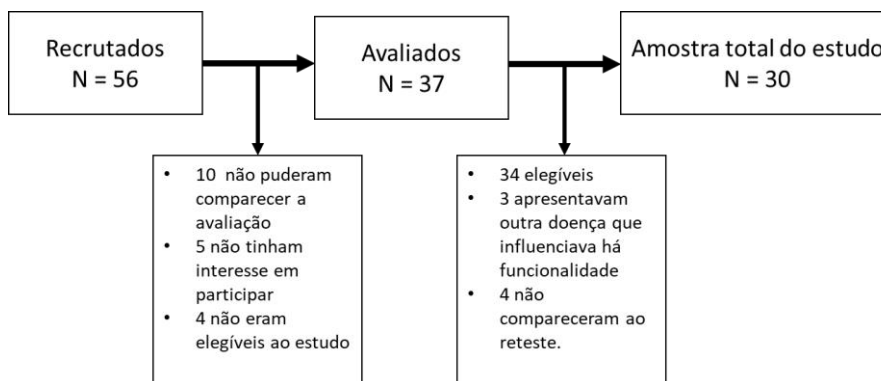 Recrutados
N = 56
Avaliados
N = 37
Amostra total do estudo
N = 30
• 10 não puderam
comparecer a
avaliação
• 5 não tinham
interesse em
participar
• 4 não eram
elegíveis ao estudo
• 34 elegíveis
• 3 apresentavam
outra doença que
influenciava há
funcionalidade
• 4 não
compareceram ao
reteste.